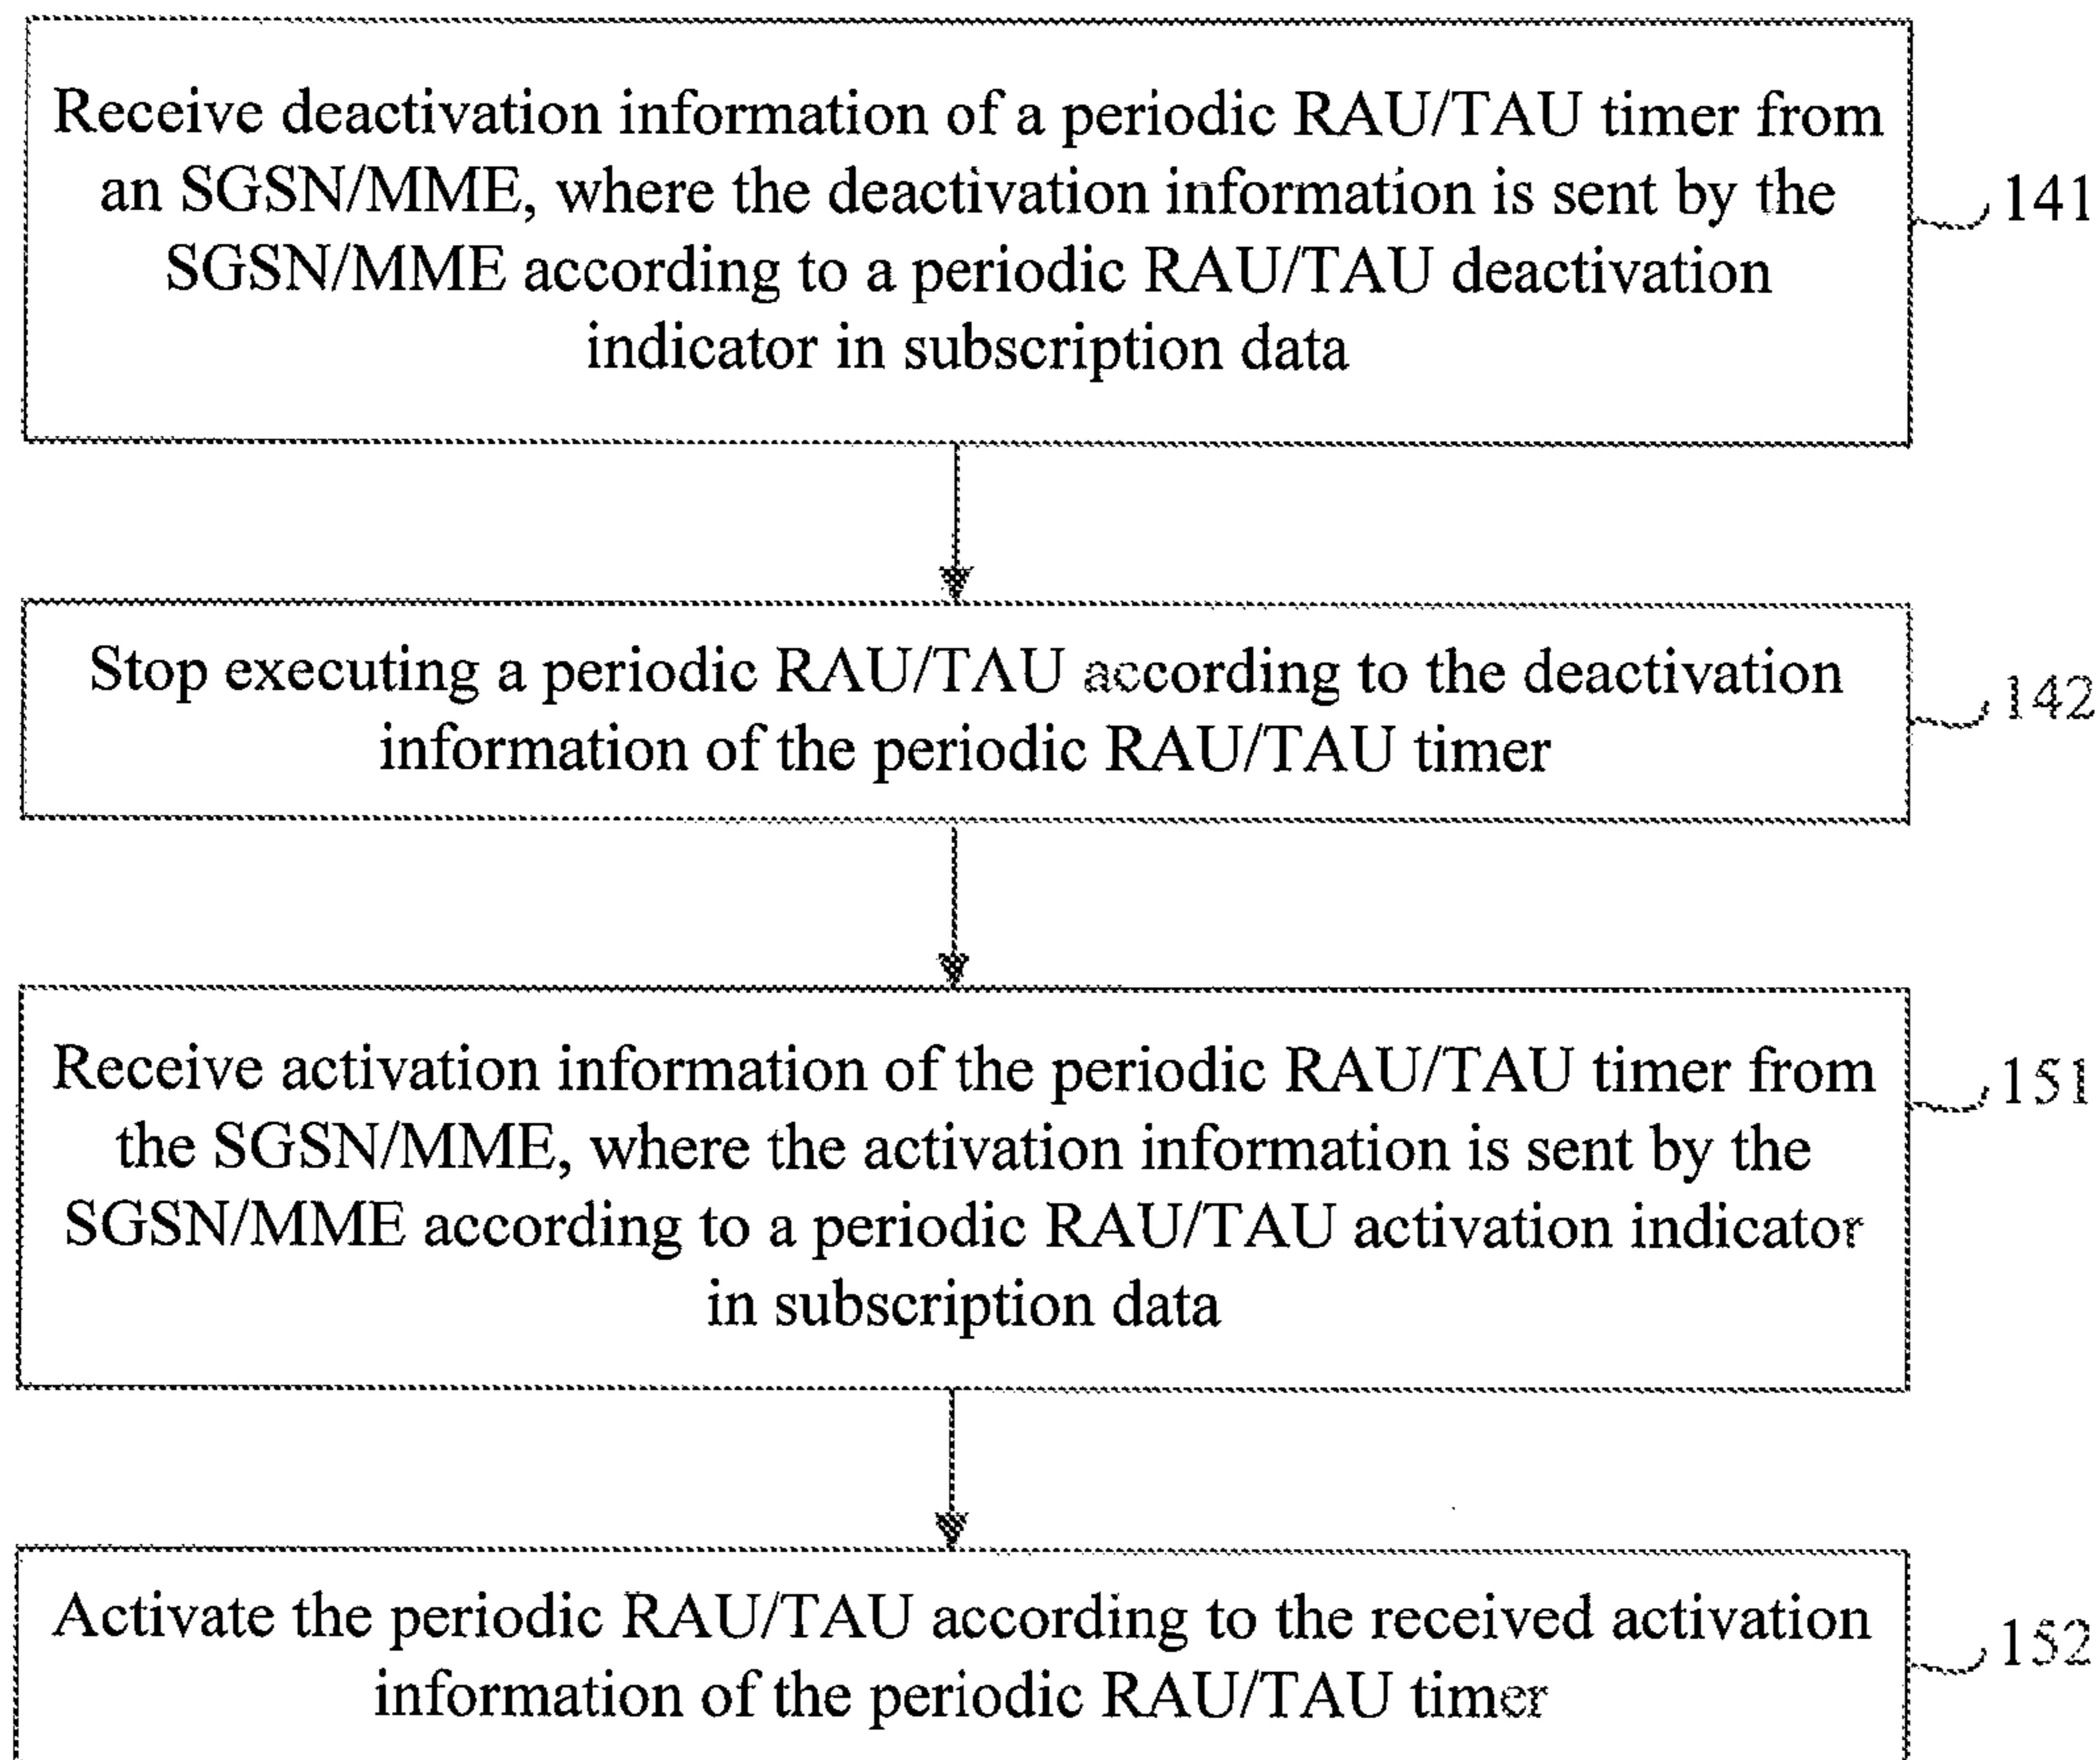 Receive deactivation information of a periodic RAU/TAU timer from
an SGSN/MME, where the deactivation information is sent by the
SGSN/MME according to a periodic RAU/TAU deactivation
indicator in subscription data
141
Stop executing a periodic RAU/TAU according to the deactivation
information of the periodic RAU/TAU timer
142
Receive activation information of the periodic RAU/TAU timer from
the SGSN/MME, where the activation information is sent by the
SGSN/MME according to a periodic RAU/TAU activation indicator
in subscription data
151
Activate the periodic RAU/TAU according to the received activation
information of the periodic RAU/TAU timer
152